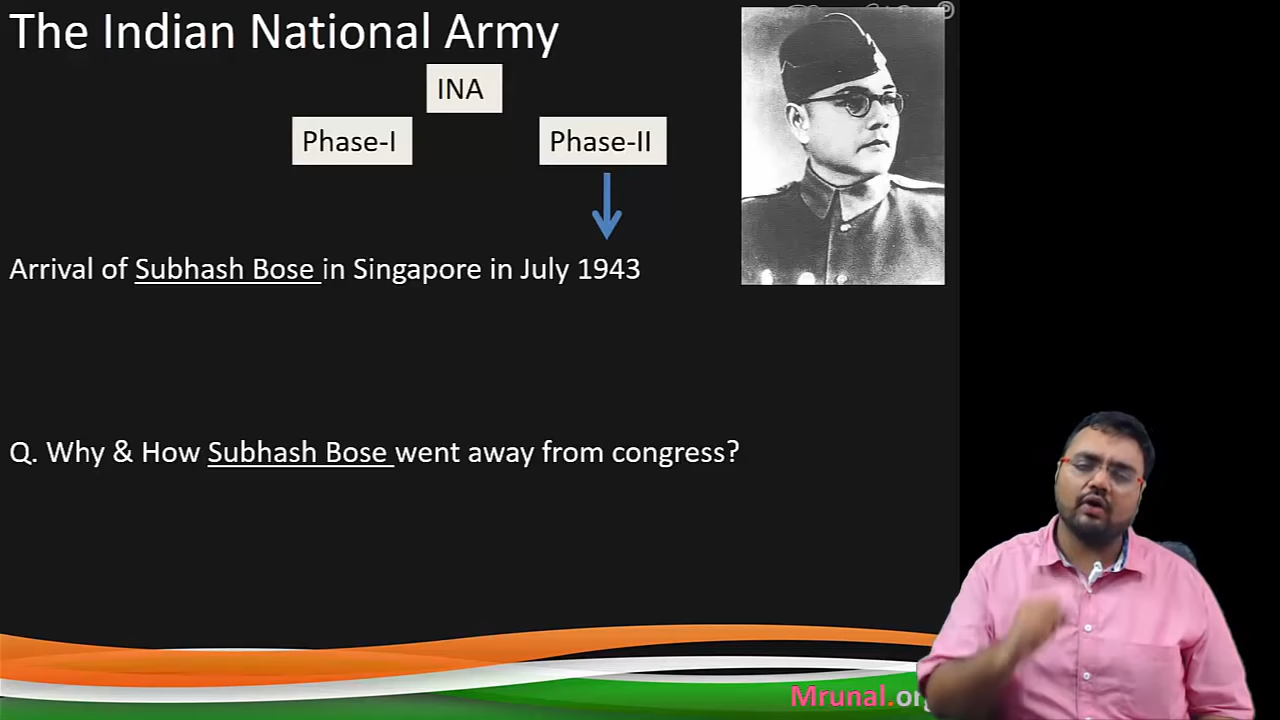 The Indian National Army
INA
Phase-I
Phase-II
Arrival of Subhash Bose in Singapore in July 1943
Q. Why & How Subhash Bose went away from congress?
Mrunal.or